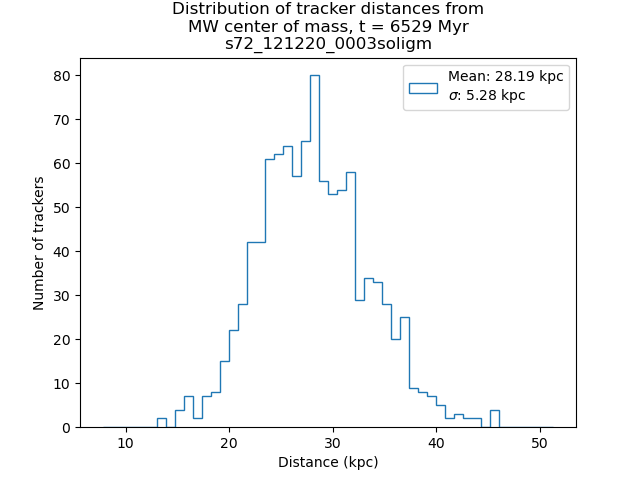 Distribution of tracker distances from
MW center of mass, t = 6529 Myr
s72_121220_0003soligm
Mean: 28.19 kpc
σ: 5.28 kpc
80
70
60
50
40
30
20
10
0
Number of trackers
10 20 30 40 50
Distance (kpc)